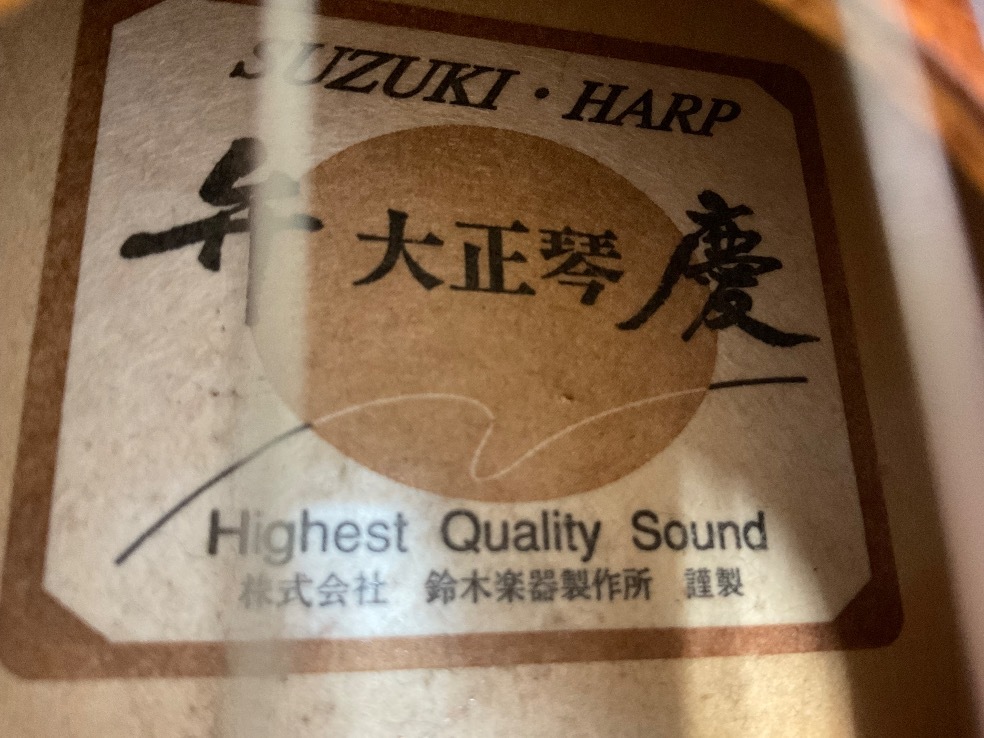 SUZUKI・HARP
弁 大正琴 慶
Highest Quality Sound
株式会社 鈴木楽器製作所 謹製